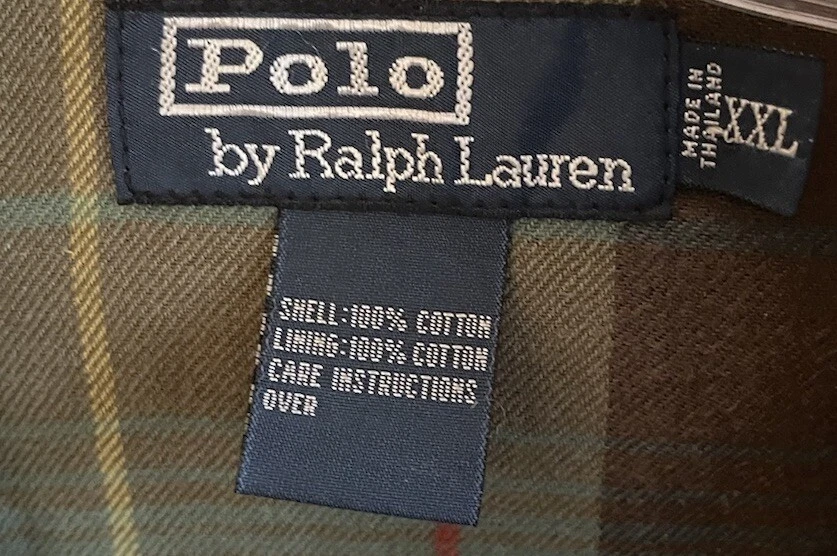 Polo
by Ralph Lauren
MADE IN
THAILAND
XXL
SHELL:100% COTTON
LINING:100% COTTON
CARE INSTRUCTIONS
OVER